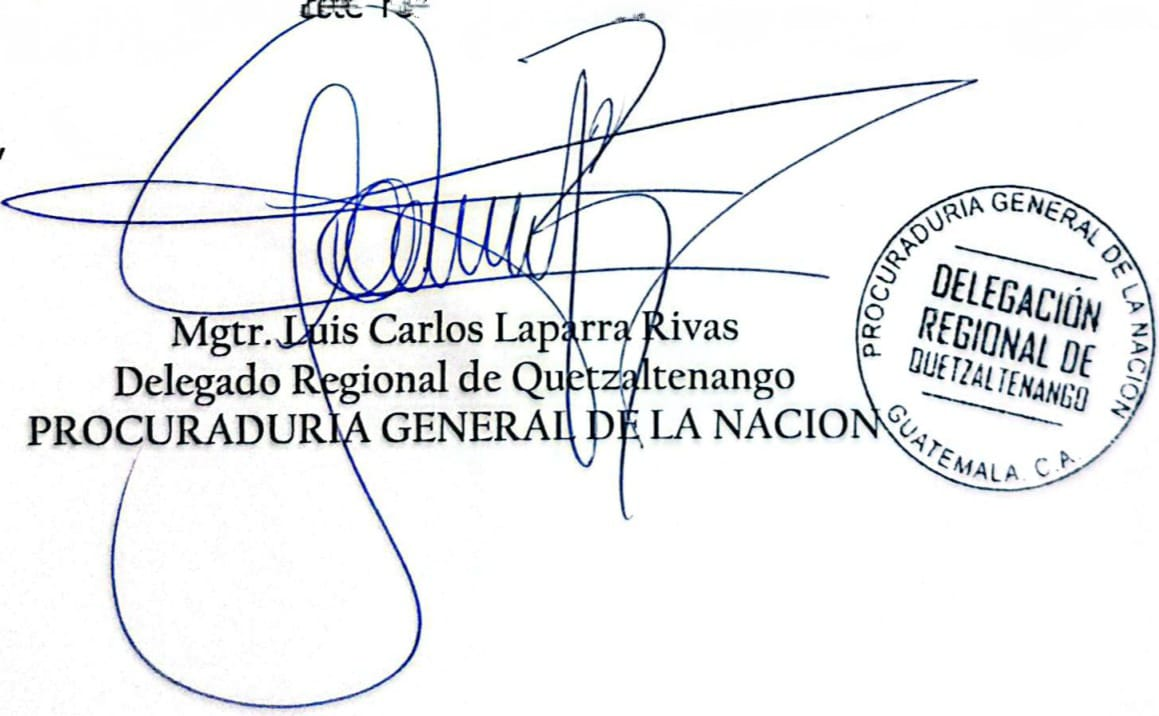 Mgtr. Luis Carlos Laparra Rivas
Delegado Regional de Quetzaltenango
PROCURADURIA GENERAL DE LA NACION
PROCURADURIA GENERAL DE LA NACION
DELEGACIÓN
REGIONAL DE
QUETZALTENANGO
GUATEMALA. C.A.